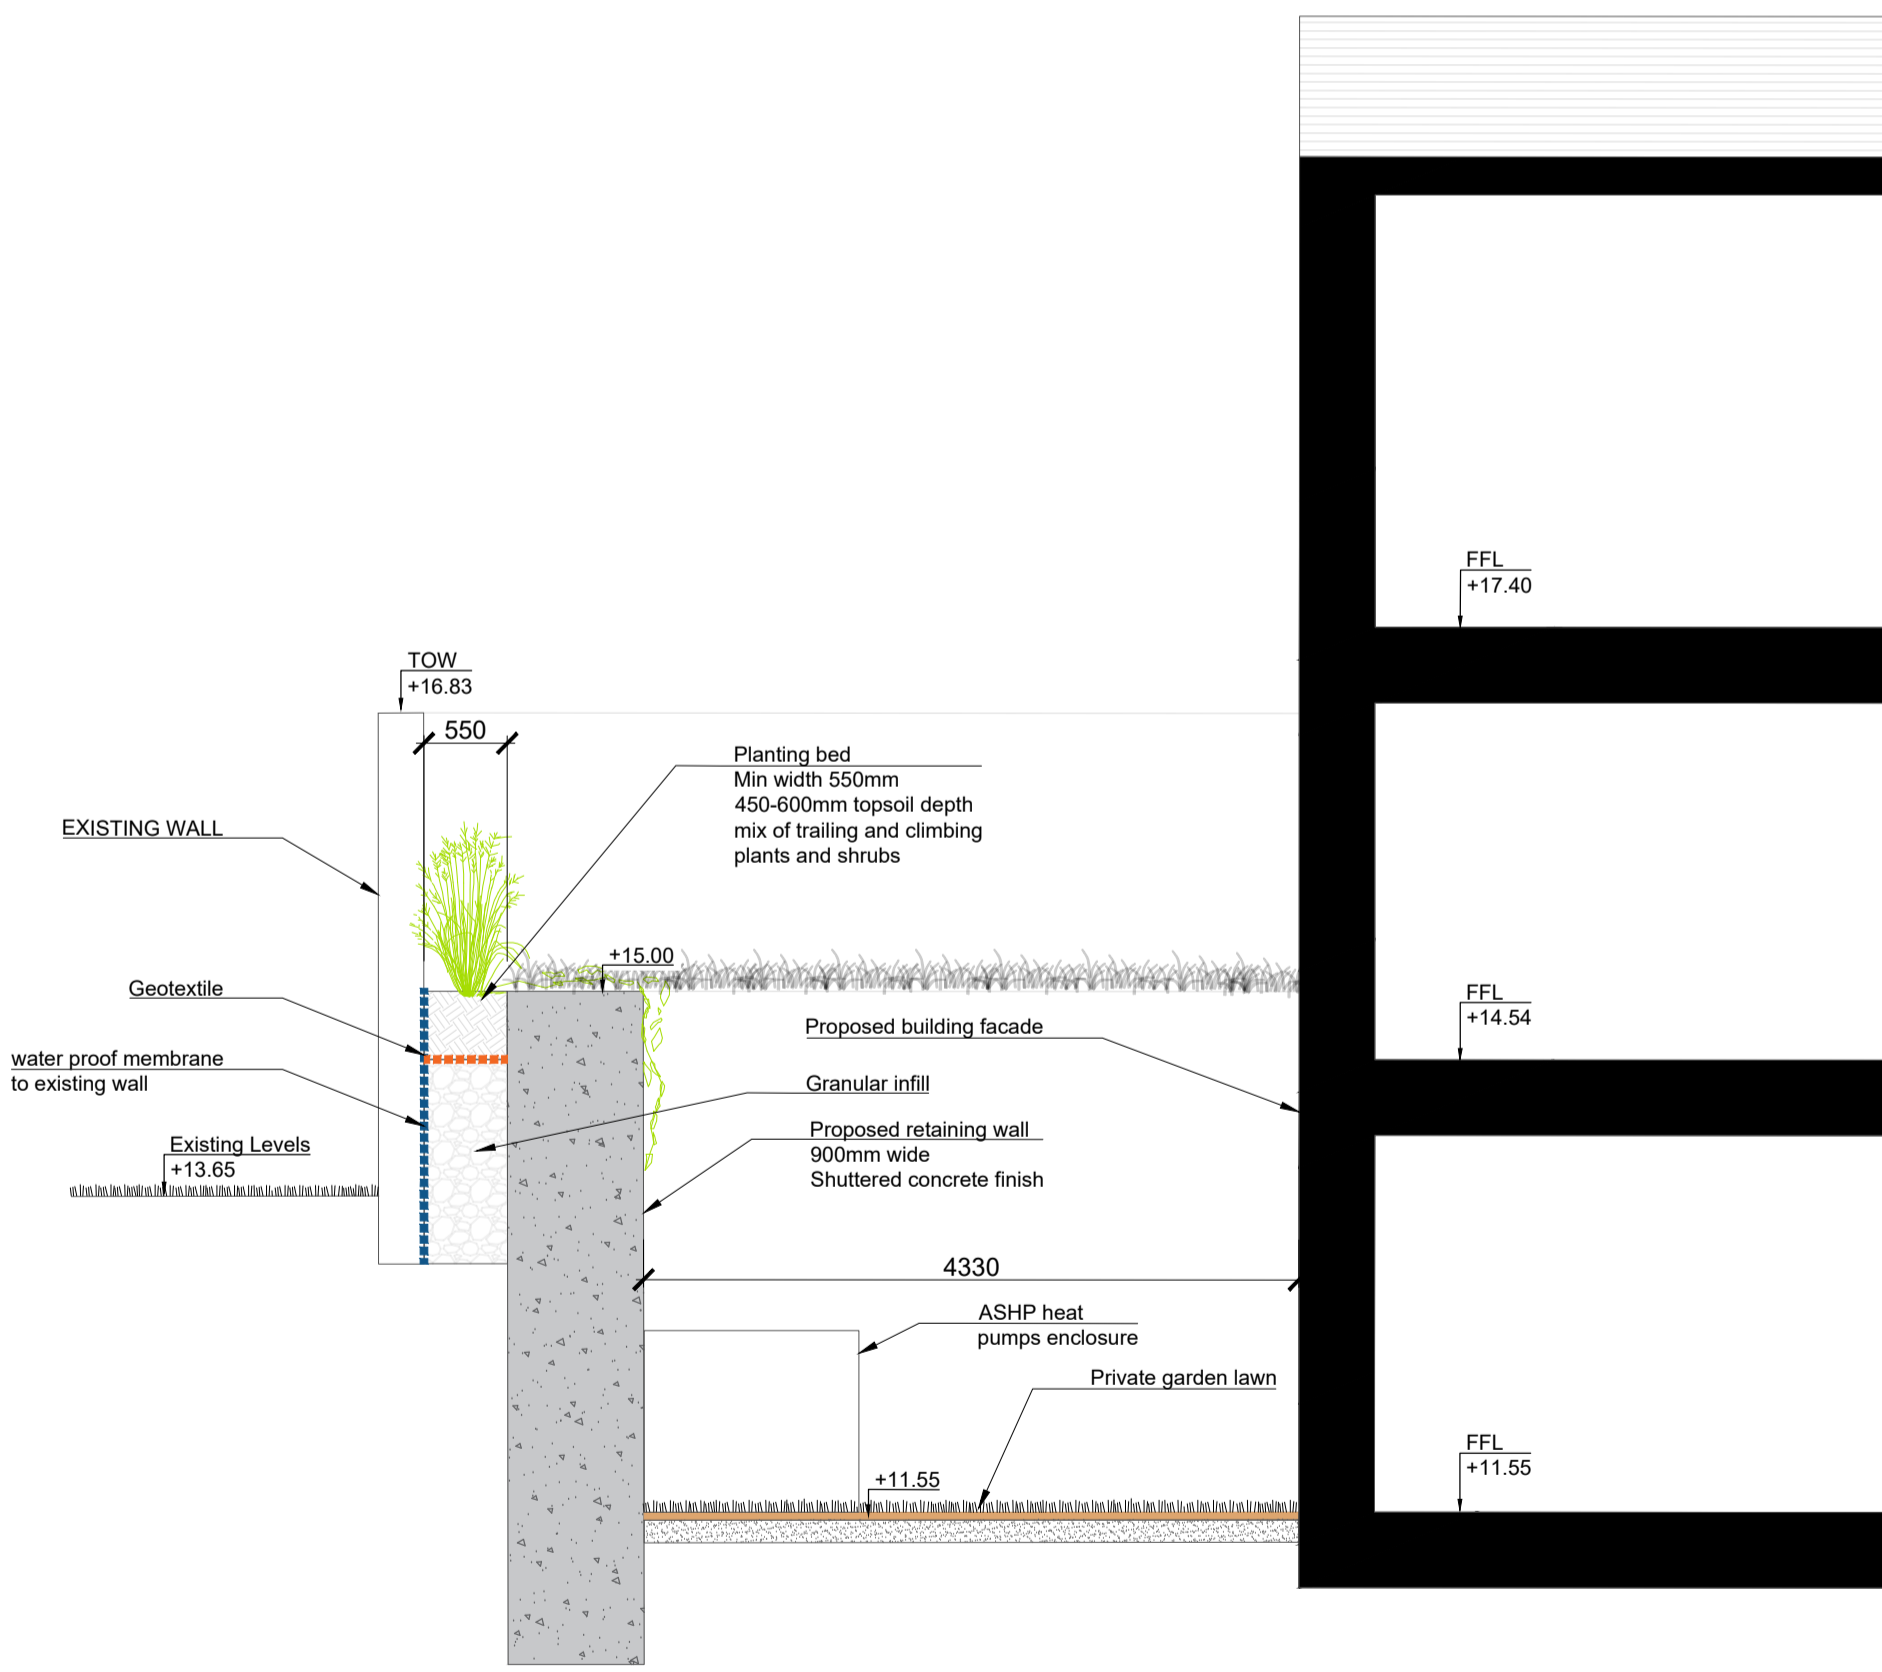 FFL
+17.40
TOW
+16.83
550
Planting bed
Min width 550mm
450-600mm topsoil depth
mix of trailing and climbing
plants and shrubs
EXISTING WALL
+15.00
Geotextile
FFL
+14.54
Proposed building facade
water proof membrane
to existing wall
Granular infill
Proposed retaining wall
900mm wide
Shuttered concrete finish
Existing Levels
+13.65
4330
ASHP heat
pumps enclosure
Private garden lawn
FFL
+11.55
+11.55